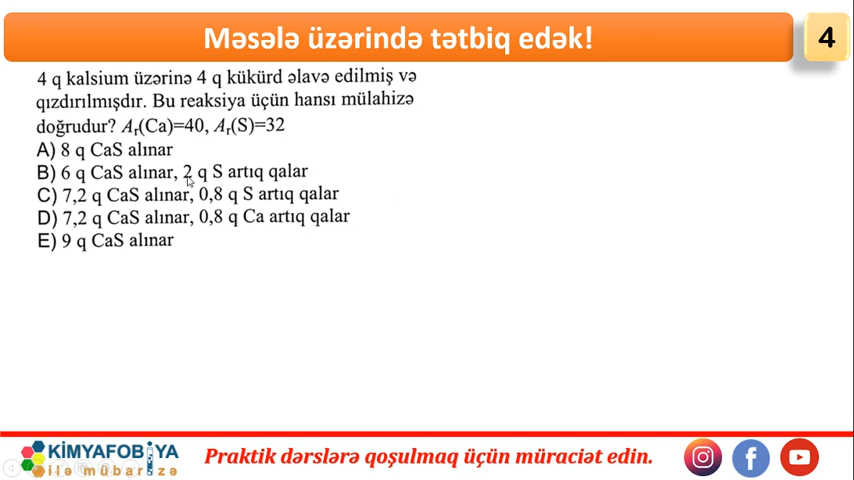 Məsələ üzərində tətbiq edək!
4
4 q kalsium üzərinə 4 q kükürd əlavə edilmiş və
qızdırılmışdır. Bu reaksiya üçün hansı mülahizə
doğrudur? Aᵣ(Ca)=40, Aᵣ(S)=32
A) 8 q CaS alınar
B) 6 q CaS alınar, 2 q S artıq qalar
C) 7,2 q CaS alınar, 0,8 q S artıq qalar
D) 7,2 q CaS alınar, 0,8 q Ca artıq qalar
E) 9 q CaS alınar
KİMYAFOBİYA
ilə mübarizə
Praktik dərslərə qoşulmaq üçün müraciət edin.